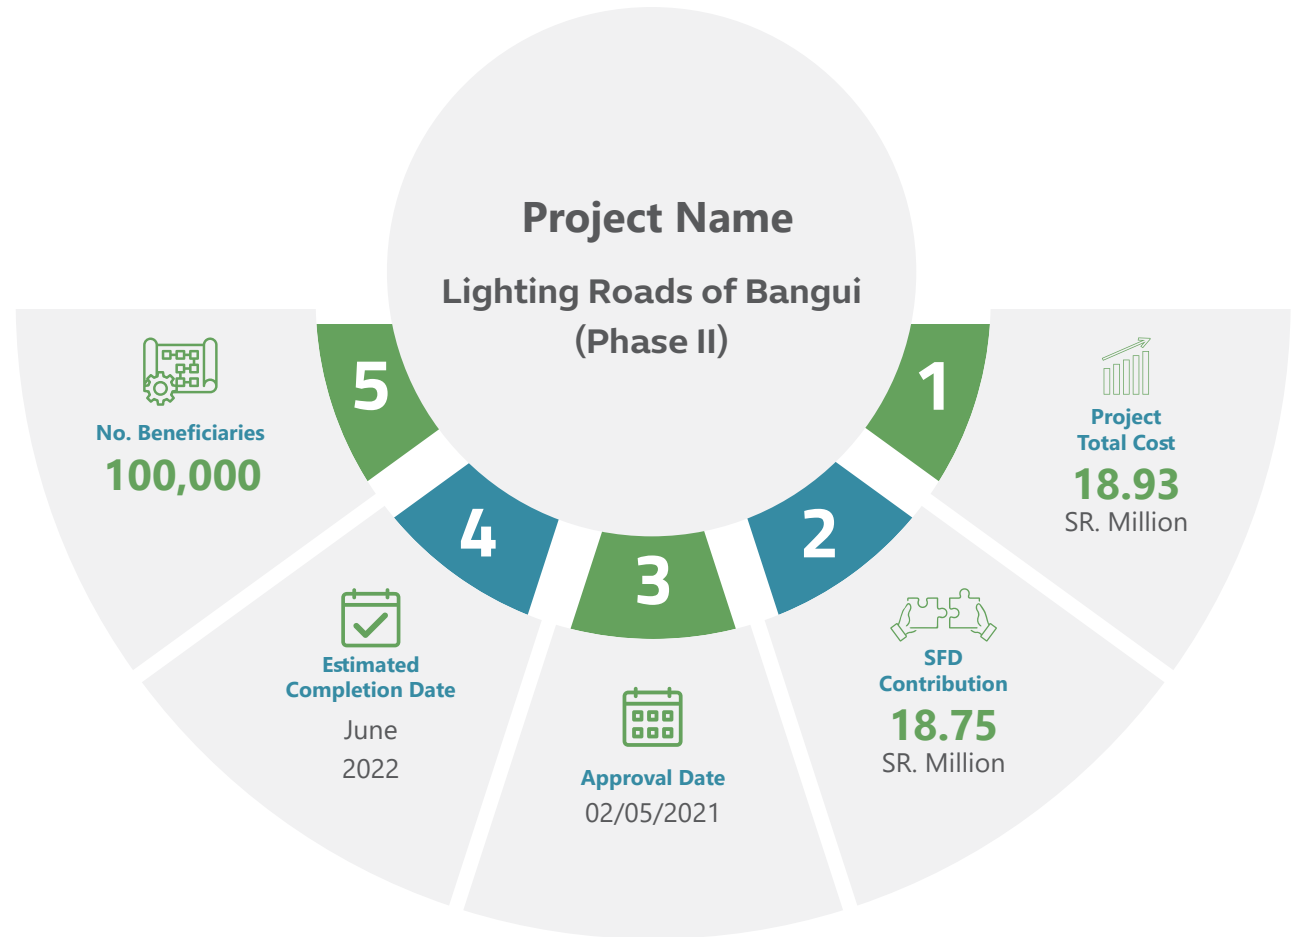 Project Name
Lighting Roads of Bangui
(Phase II)
1
Project
Total Cost
18.93
SR. Million
2
SFD
Contribution
18.75
SR. Million
3
Approval Date
02/05/2021
4
Estimated
Completion Date
June
2022
5
No. Beneficiaries
100,000